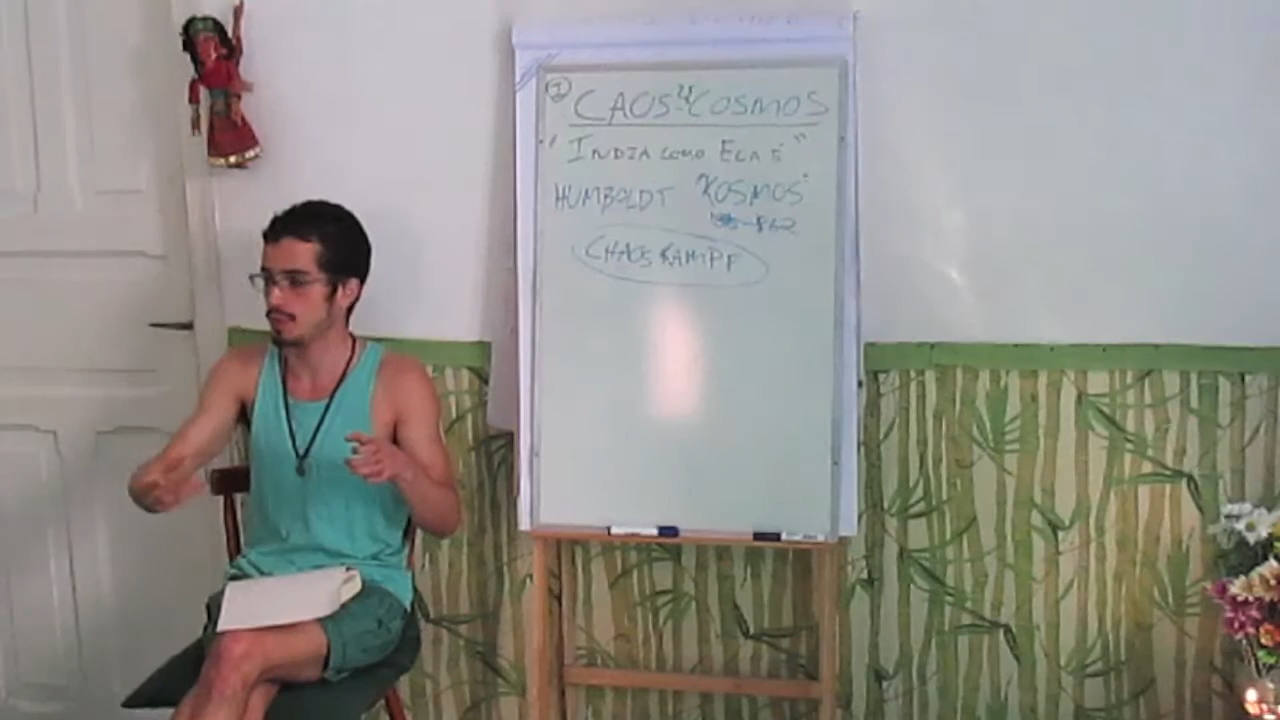 ① CAOS y COSMOS
"INDIA como ELA É"
HUMBOLDT "KOSMOS"
CHAOSKAMPF